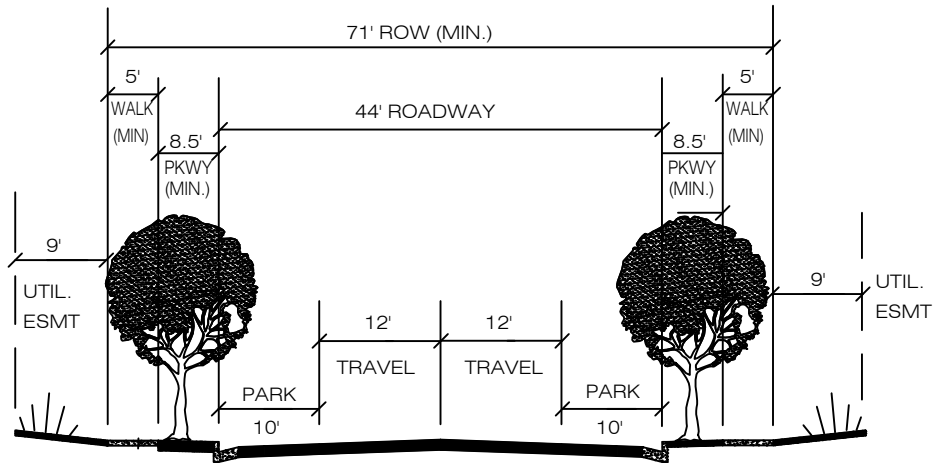 71' ROW (MIN.)
5'
WALK
(MIN)
44' ROADWAY
5'
WALK
(MIN)
8.5'
PKWY
(MIN.)
8.5'
PKWY
(MIN.)
9'
UTIL.
ESMT
9'
UTIL.
ESMT
12'
TRAVEL
12'
TRAVEL
PARK
10'
PARK
10'